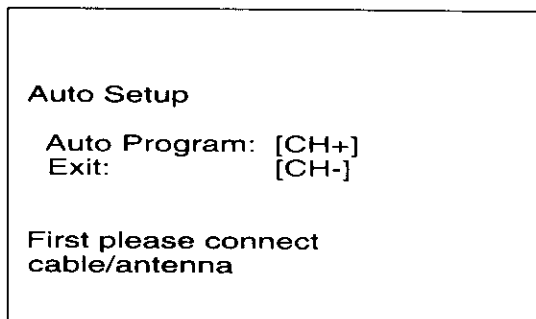 Auto Setup
Auto Program: [CH+]
Exit: [CH-]
First please connect
cable/antenna